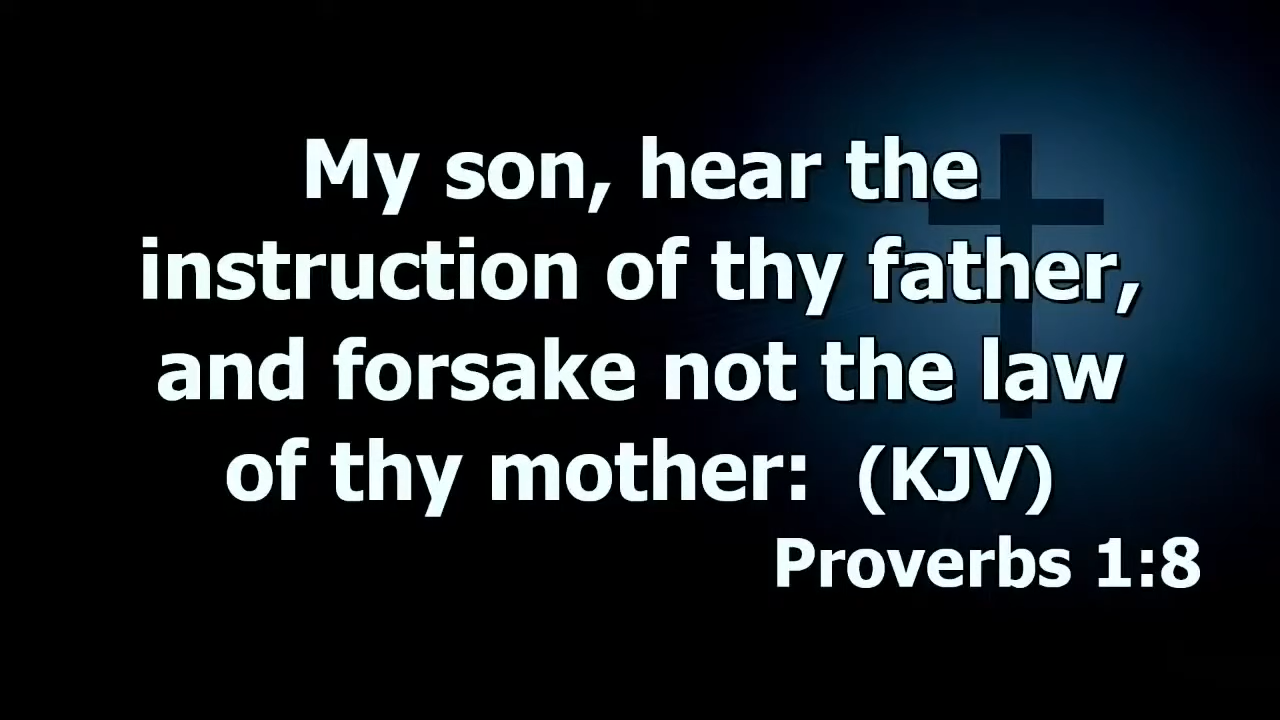 My son, hear the
instruction of thy father,
and forsake not the law
of thy mother: (KJV)
Proverbs 1:8